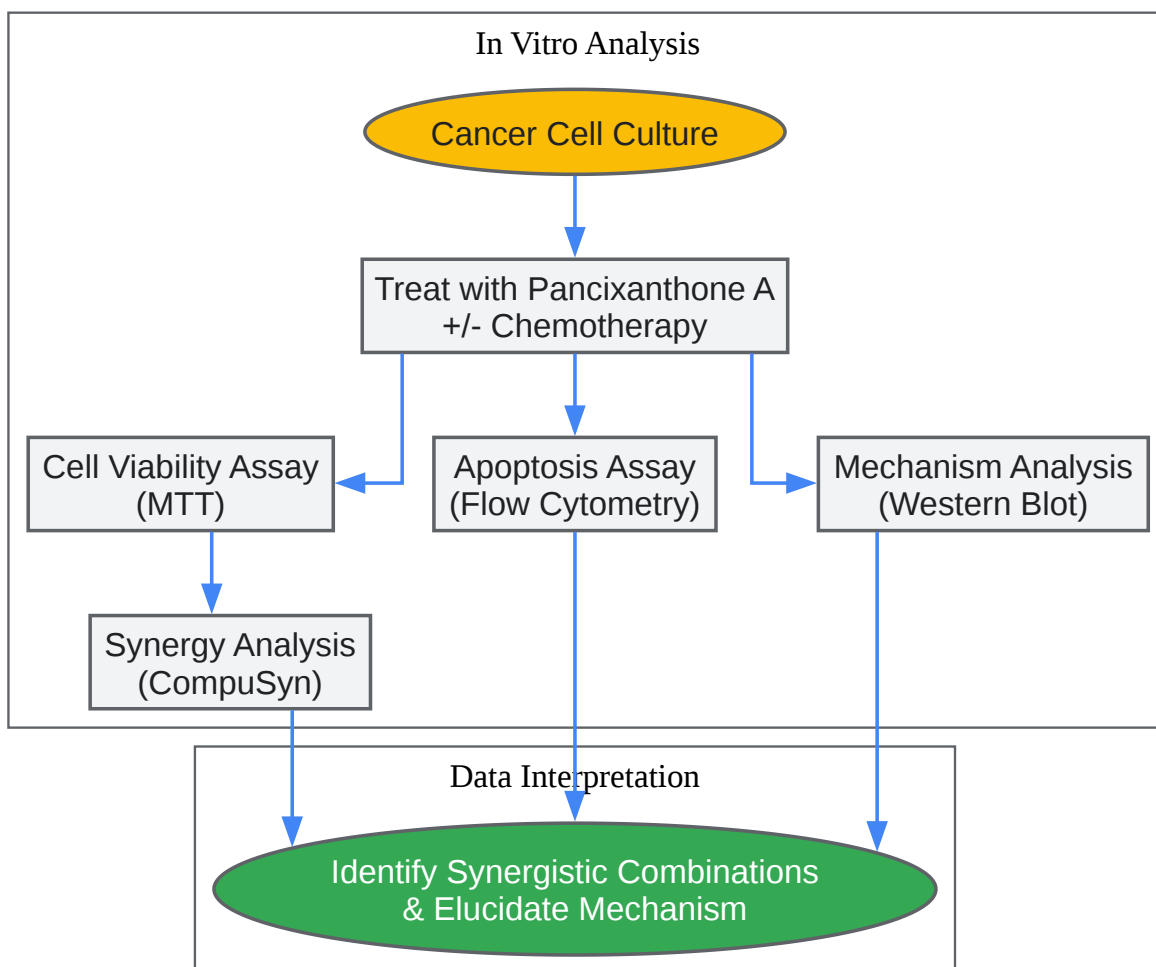 In Vitro Analysis
Cancer Cell Culture
Treat with Pancixanthone A
+/- Chemotherapy
Cell Viability Assay
(MTT)
Apoptosis Assay
(Flow Cytometry)
Mechanism Analysis
(Western Blot)
Synergy Analysis
(CompuSyn)
Data Interpretation
Identify Synergistic Combinations
& Elucidate Mechanism